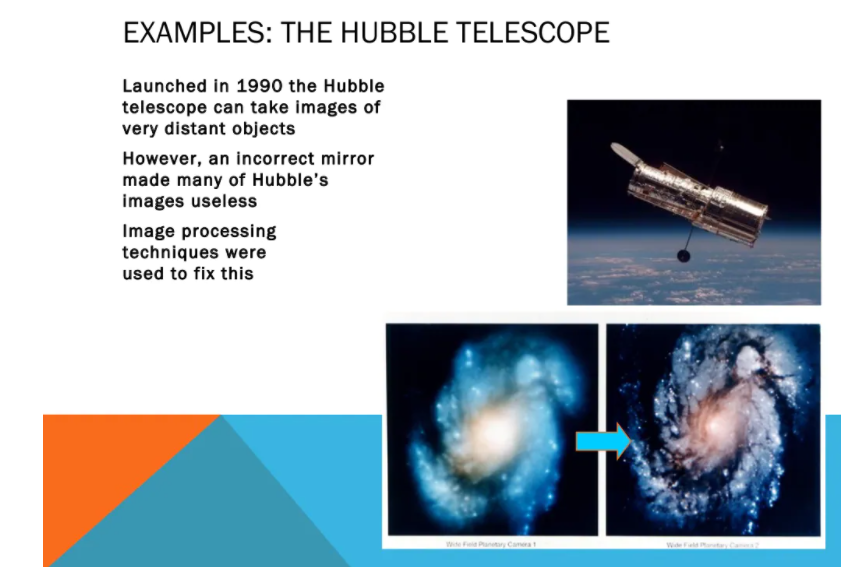 EXAMPLES: THE HUBBLE TELESCOPE
Launched in 1990 the Hubble
telescope can take images of
very distant objects
However, an incorrect mirror
made many of Hubble's
images useless
Image processing
techniques were
used to fix this
Wide Field Planetary Camera 1
Wide Field Planetary Camera 2